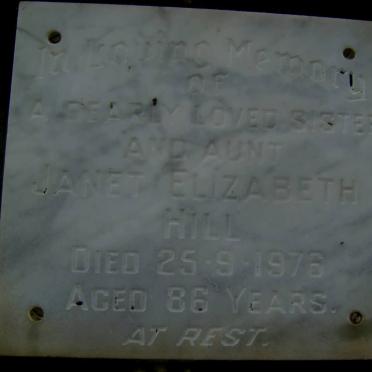 In Loving Memory
OF
A DEARLY LOVED SISTER
AND AUNT
JANET ELIZABETH
HILL
DIED 25-9-1976
AGED 86 YEARS.
AT REST.